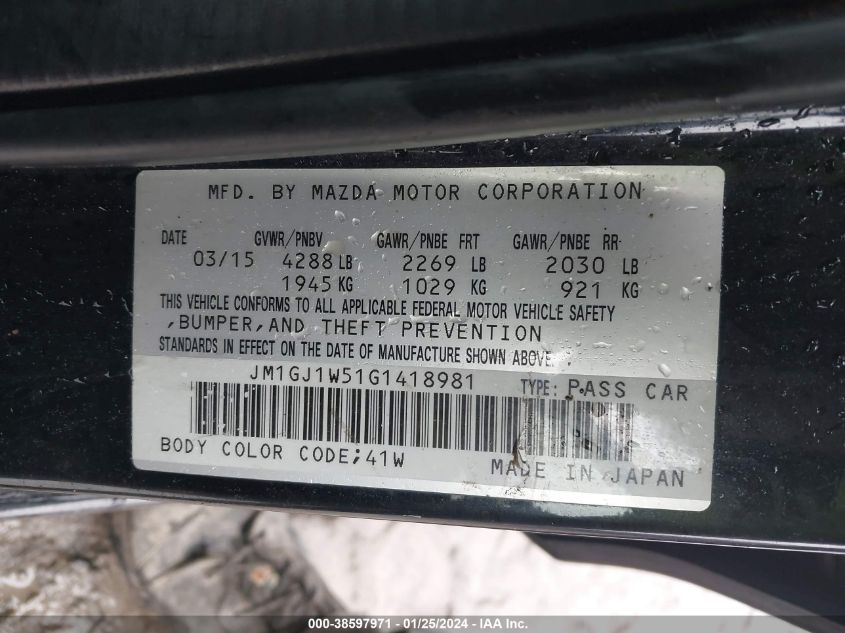 MFD. BY MAZDA MOTOR CORPORATION
DATE GVWR/PNBV GAWR/PNBE FRT GAWR/PNBE RR
03/15 4288 LB 2269 LB 2030 LB
1945 KG 1029 KG 921 KG
THIS VEHICLE CONFORMS TO ALL APPLICABLE FEDERAL MOTOR VEHICLE SAFETY
,BUMPER,AND THEFT PREVENTION
STANDARDS IN EFFECT ON THE DATE OF MANUFACTURE SHOWN ABOVE.
JM1GJ1W51G1418981 TYPE: PASS CAR
BODY COLOR CODE;41W MADE IN JAPAN
000-38597971 - 01/25/2024 - IAA Inc.